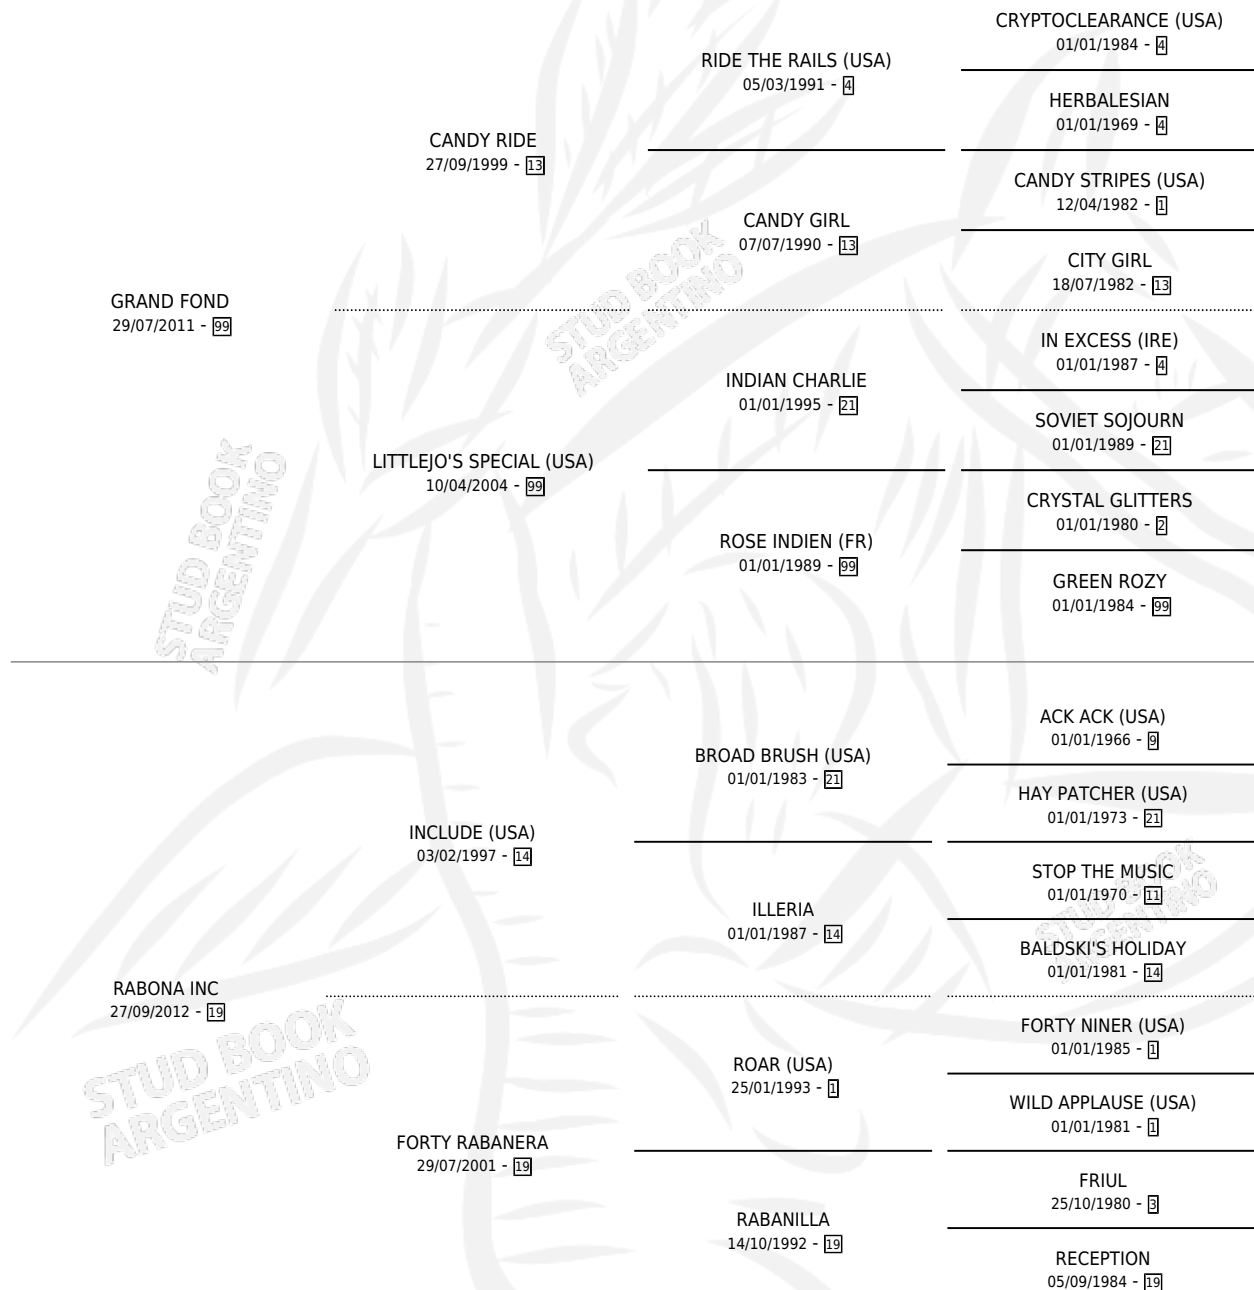 CRYPTOCLEARANCE (USA)
01/01/1984 - 4
RIDE THE RAILS (USA)
05/03/1991 - 4
HERBALESIAN
01/01/1969 - 4
CANDY RIDE
27/09/1999 - 13
CANDY STRIPES (USA)
12/04/1982 - 1
CANDY GIRL
07/07/1990 - 13
CITY GIRL
18/07/1982 - 13
GRAND FOND
29/07/2011 - 99
IN EXCESS (IRE)
01/01/1987 - 4
INDIAN CHARLIE
01/01/1995 - 21
SOVIET SOJOURN
01/01/1989 - 21
LITTLEJO'S SPECIAL (USA)
10/04/2004 - 99
CRYSTAL GLITTERS
01/01/1980 - 2
ROSE INDIEN (FR)
01/01/1989 - 99
GREEN ROZY
01/01/1984 - 99
STUD BOOK
ARGENTINO
STUD BOOK
ARGENTINO
ACK ACK (USA)
01/01/1966 - 9
BROAD BRUSH (USA)
01/01/1983 - 21
HAY PATCHER (USA)
01/01/1973 - 21
INCLUDE (USA)
03/02/1997 - 14
STOP THE MUSIC
01/01/1970 - 11
ILLERIA
01/01/1987 - 14
BALDSKI'S HOLIDAY
01/01/1981 - 14
STUD BOOK
ARGENTINO
RABONA INC
27/09/2012 - 19
STUD BOOK
ARGENTINO
FORTY NINER (USA)
01/01/1985 - 1
ROAR (USA)
25/01/1993 - 1
WILD APPLAUSE (USA)
01/01/1981 - 1
FORTY RABANERA
29/07/2001 - 19
FRIUL
25/10/1980 - 3
RABANILLA
14/10/1992 - 19
RECEPTION
05/09/1984 - 19